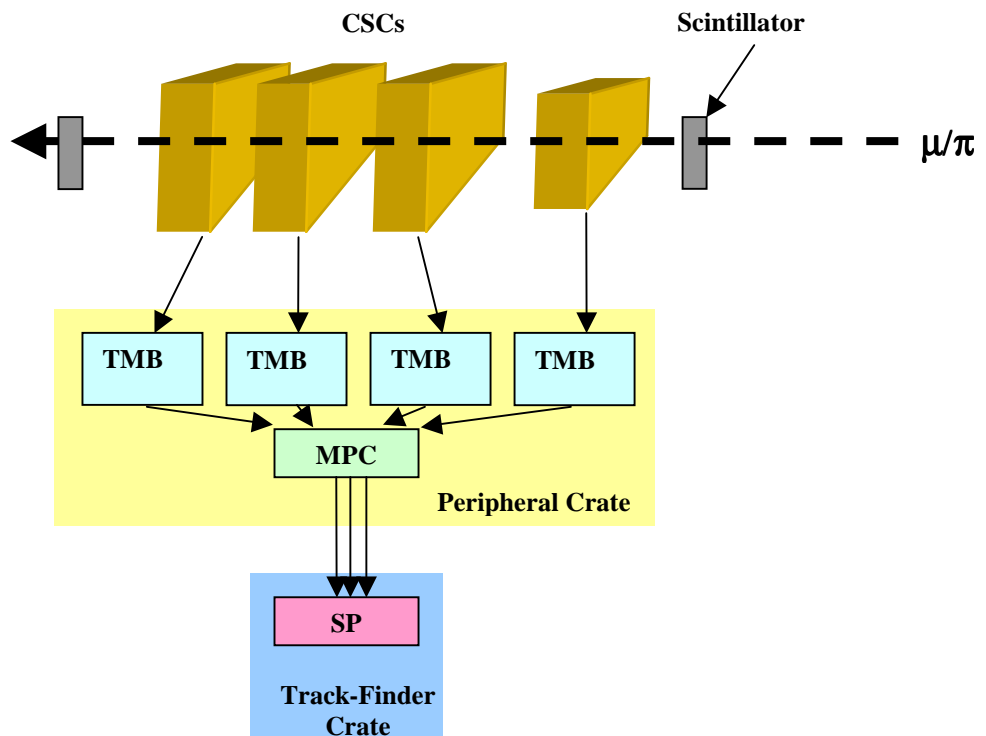 CSCs
Scintillator
μ/π
TMB
TMB
TMB
TMB
MPC
Peripheral Crate
SP
Track-Finder
Crate